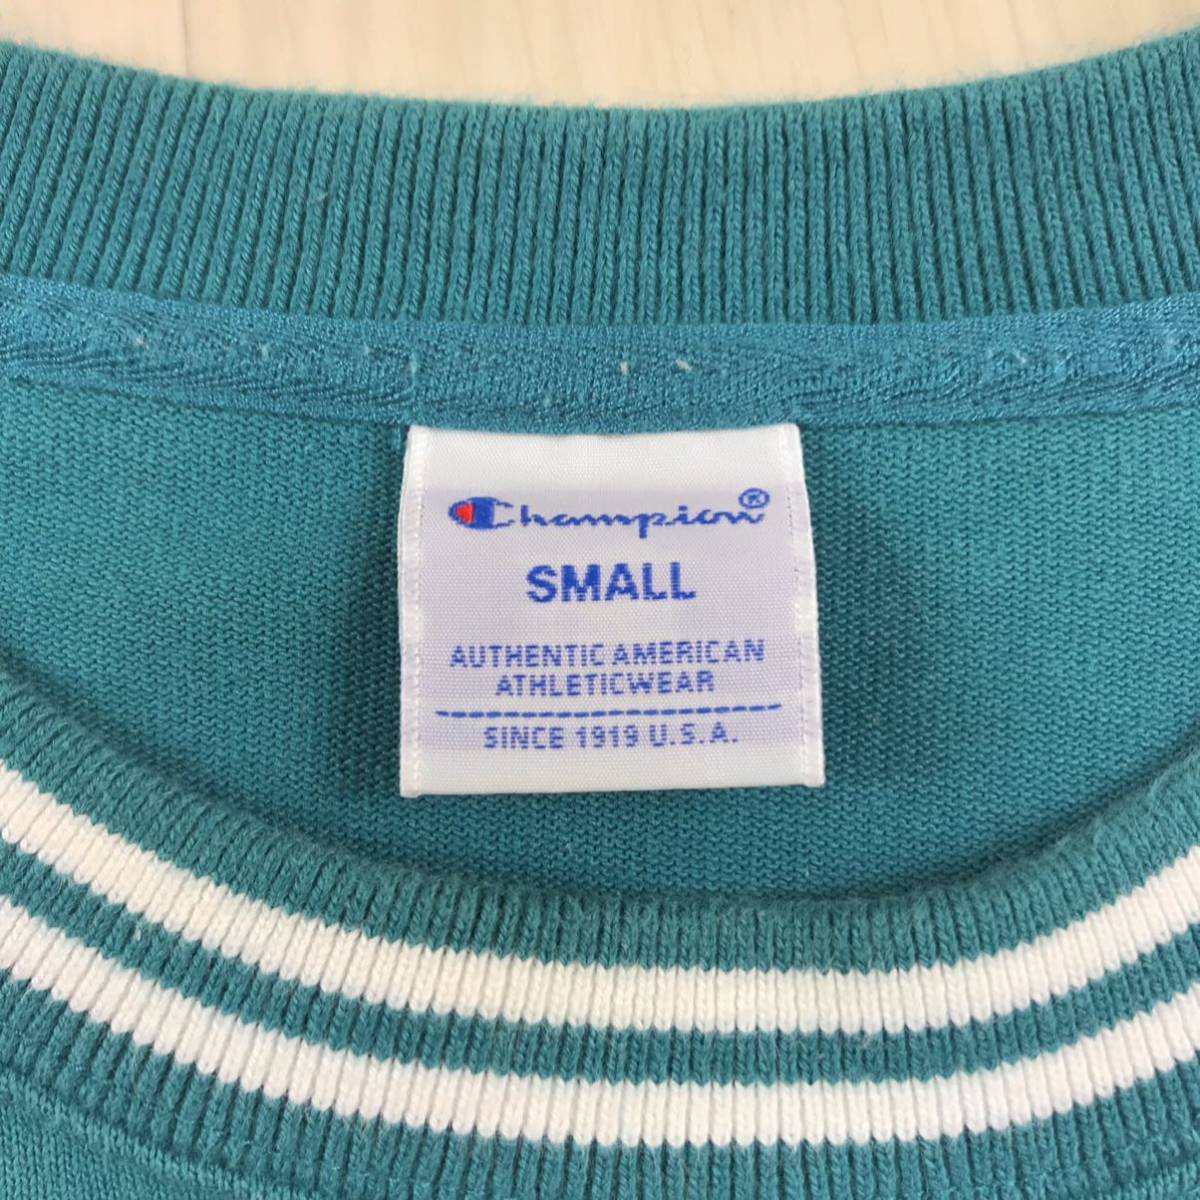 Champion®
SMALL
AUTHENTIC AMERICAN
ATHLETICWEAR
SINCE 1919 U.S.A.